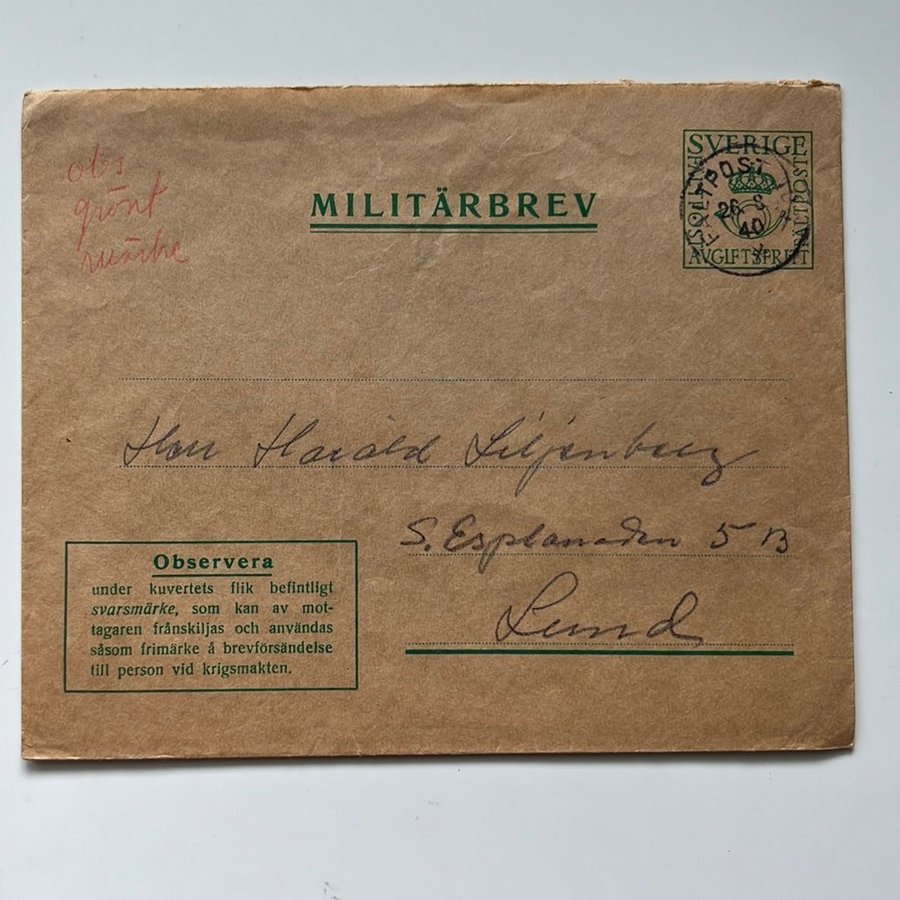 obs
grönt
märke
MILITÄRBREV
SVERIGE
FÄLTPOST
FÄLTPOST
AVGIFTSFRITT
FÄLTPOST
26 8
40
Herr Harald Liljenberg
S. Esplanaden 5 B
Lund
Observera
under kuvertets flik befintligt
svarsmärke, som kan av mot-
tagaren frånskiljas och användas
såsom frimärke å brevförsändelse
till person vid krigsmakten.